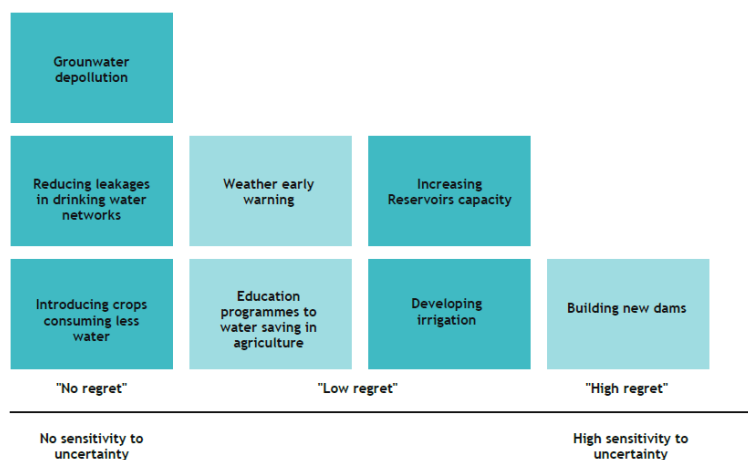 Grounwater
depollution
Reducing leakages
in drinking water
networks
Weather early
warning
Increasing
Reservoirs capacity
Introducing crops
consuming less
water
Education
programmes to
water saving in
agriculture
Developing
irrigation
Building new dams
"No regret"
"Low regret"
"High regret"
No sensitivity to
uncertainty
High sensitivity to
uncertainty